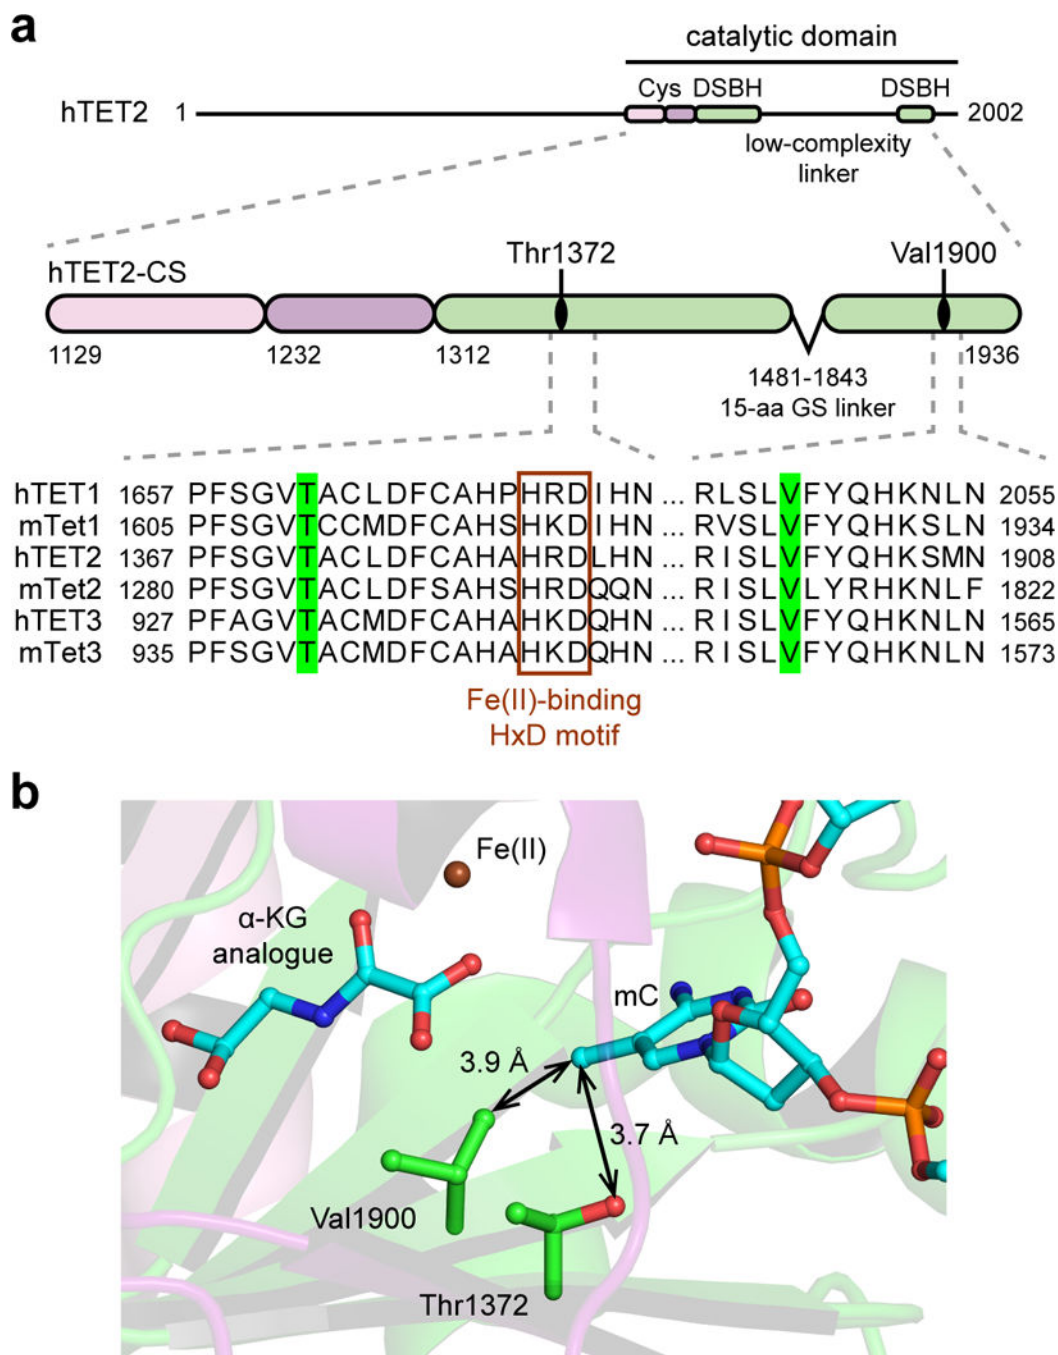 a
catalytic domain
Cys DSBH DSBH
hTET2 1 2002
low-complexity
linker
Thr1372 Val1900
hTET2-CS
1129 1232 1312 1936
1481-1843
15-aa GS linker
hTET1 1657 PFSGVTACLDFCAHPHRDIHN ... RLSLVFYQHKNLN 2055
mTet1 1605 PFSGVTCCMDFCAHSHKDIHN ... RVSLVFYQHKSLN 1934
hTET2 1367 PFSGVTACLDFCAHAHRDLHN ... RISLVFYQHKSMN 1908
mTet2 1280 PFSGVTACLDFSAHSHRDQQN ... RISLVLYRHKNLF 1822
hTET3 927 PFAGVTACMDFCAHAHKDQHN ... RISLVFYQHKNLN 1565
mTet3 935 PFSGVTACMDFCAHAHKDQHN ... RISLVFYQHKNLN 1573
Fe(II)-binding
HxD motif
b
Fe(II)
α-KG
analogue
mC
3.9 Å
3.7 Å
Val1900
Thr1372